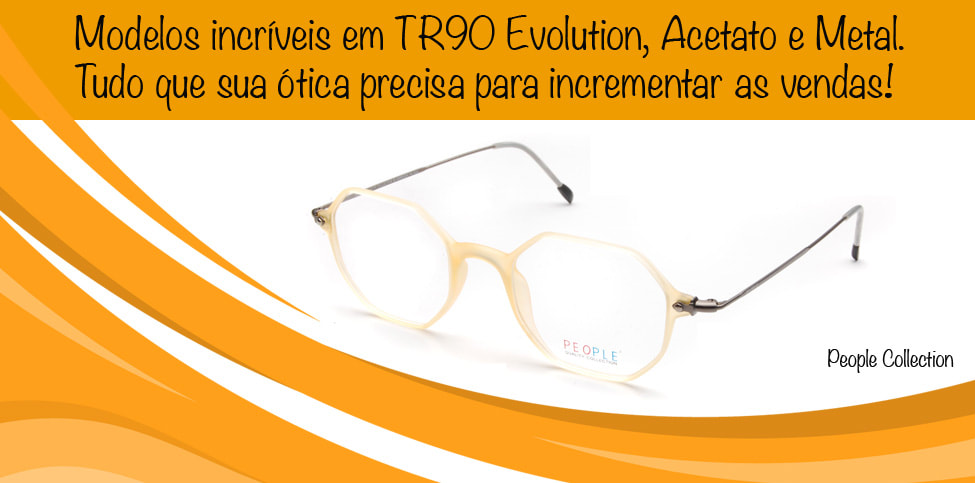 Modelos incríveis em TR90 Evolution, Acetato e Metal.
Tudo que sua ótica precisa para incrementar as vendas!
PEOPLE
People Collection